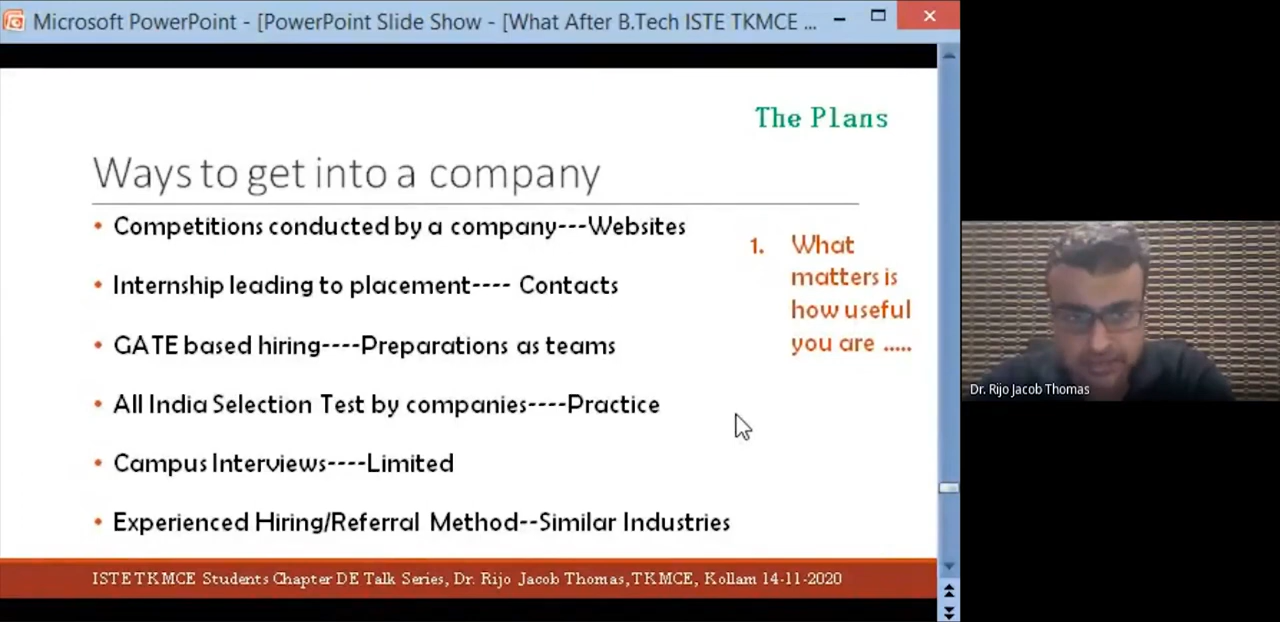 Microsoft PowerPoint - [PowerPoint Slide Show - [What After B.Tech ISTE TKMCE ...
The Plans
Ways to get into a company
• Competitions conducted by a company---Websites
• Internship leading to placement---- Contacts
• GATE based hiring----Preparations as teams
• All India Selection Test by companies----Practice
• Campus Interviews----Limited
• Experienced Hiring/Referral Method--Similar Industries
1. What
matters is
how useful
you are .....
ISTE TKMCE Students Chapter DE Talk Series, Dr. Rijo Jacob Thomas,TKMCE, Kollam 14-11-2020
Dr. Rijo Jacob Thomas